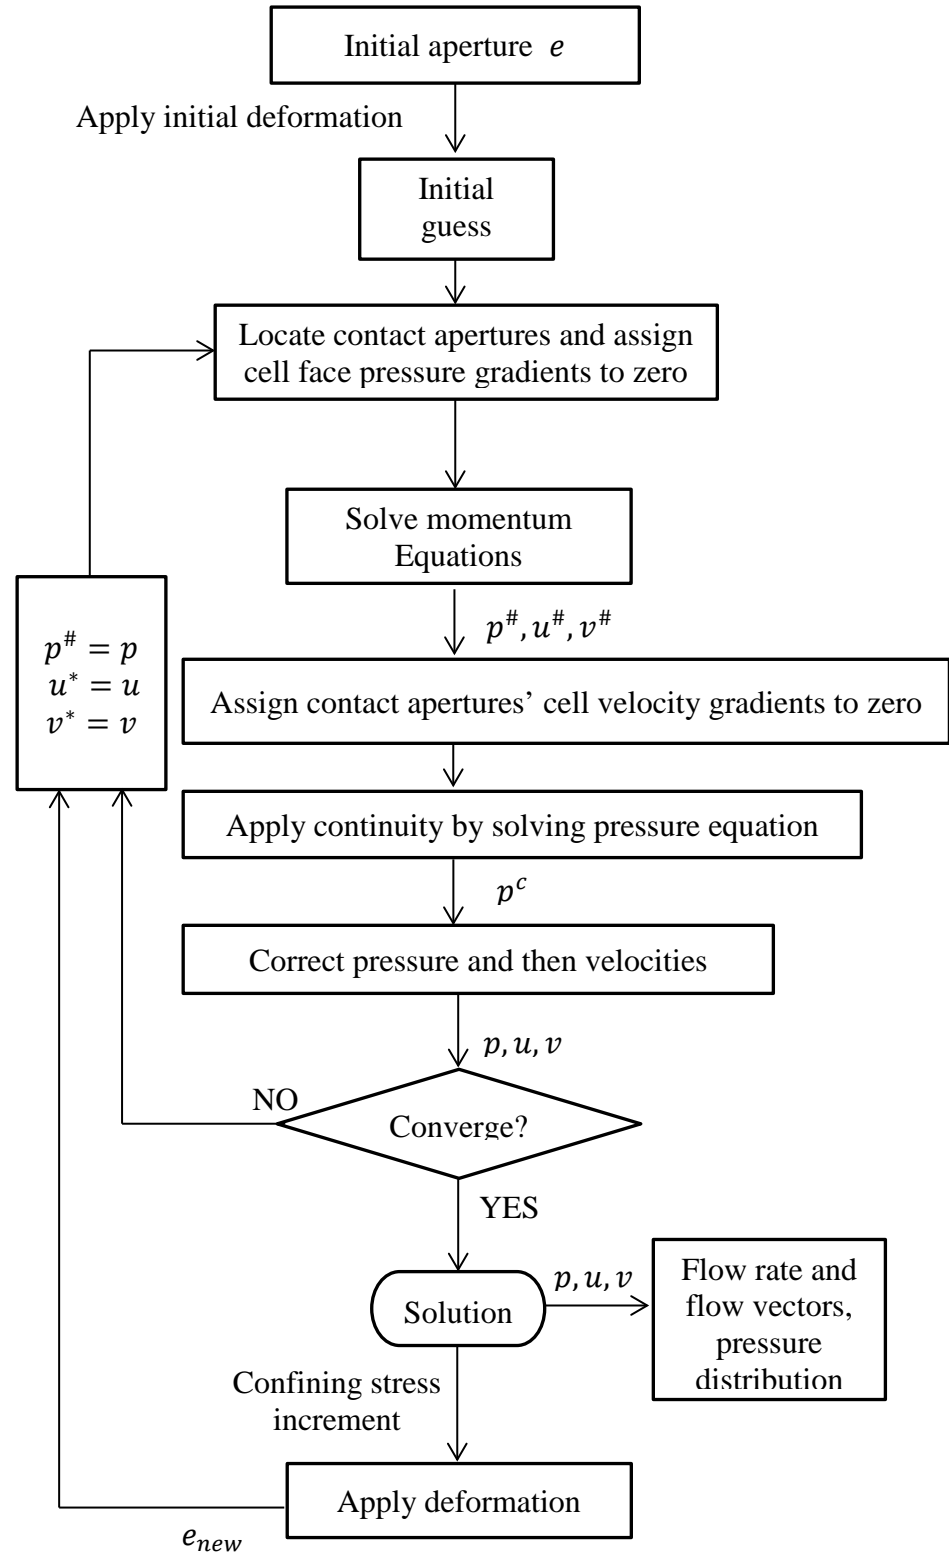 Initial aperture e
Apply initial deformation
Initial
guess
Locate contact apertures and assign
cell face pressure gradients to zero
Solve momentum
Equations
p^#, u^#, v^#
p^# = p
u^* = u
v^* = v
Assign contact apertures’ cell velocity gradients to zero
Apply continuity by solving pressure equation
p^c
Correct pressure and then velocities
p, u, v
NO
Converge?
YES
Solution
p, u, v
Flow rate and
flow vectors,
pressure
distribution
Confining stress
increment
Apply deformation
e_new